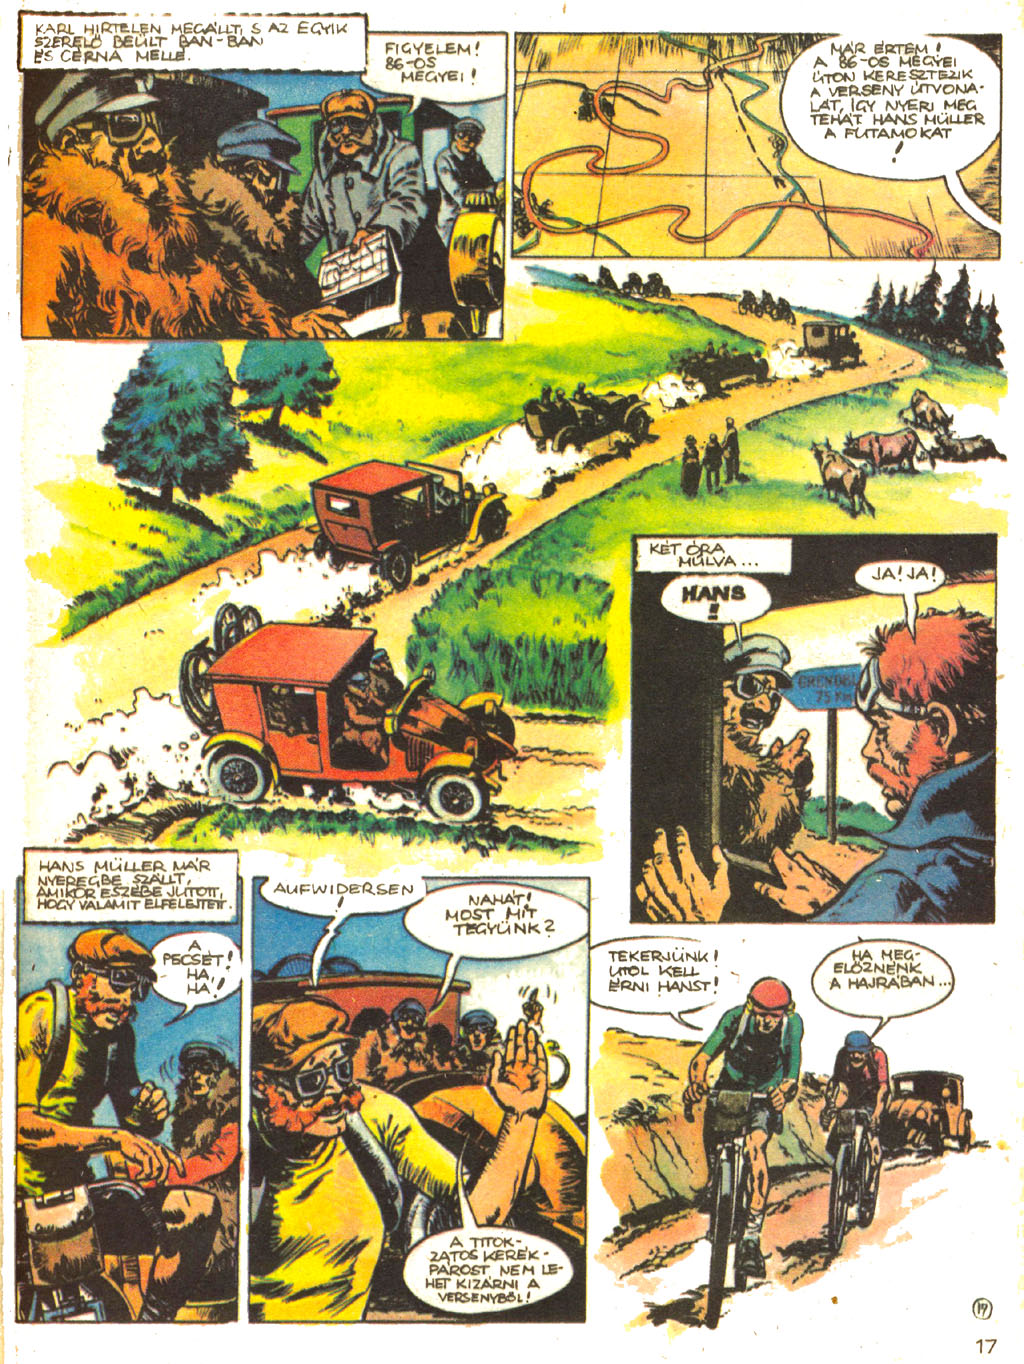 KARL HIRTELEN MEGÁLLT, S AZ EGYIK
SZERELŐ BEÜLT BAN-BAN
ÉS CERNA MELLÉ.
FIGYELEM!
86-OS
MEGYEI!
MÁR ÉRTEM!
A 86-OS MEGYEI
ÚTON KERESZTEZIK
A VERSENY ÚTVONA-
LÁT, ÍGY NYERI MEG
TEHÁT HANS MÜLLER
A FUTAMOKAT
!
KÉT ÓRA
MÚLVA...
HANS
!!
JA! JA!
GRENOBL
75 KM
HANS MÜLLER MÁR
NYEREGBE SZÁLLT,
AMIKOR ESZÉBE JUTOTT,
HOGY VALAMIT ELFELEJTETT.
A
PECSÉT!
HA
HA!
AUFWIDERSEN
!
NAHÁT!
MOST MIT
TEGYÜNK?
A TITOK-
ZATOS KERÉK-
PÁROST NEM LE-
HET KIZÁRNI A
VERSENYBŐL!
TEKERJÜNK!
UTOL KELL
ÉRNI HANST!
HA MEG-
ELŐZNÉNK
A HAJRÁBAN...
17
17